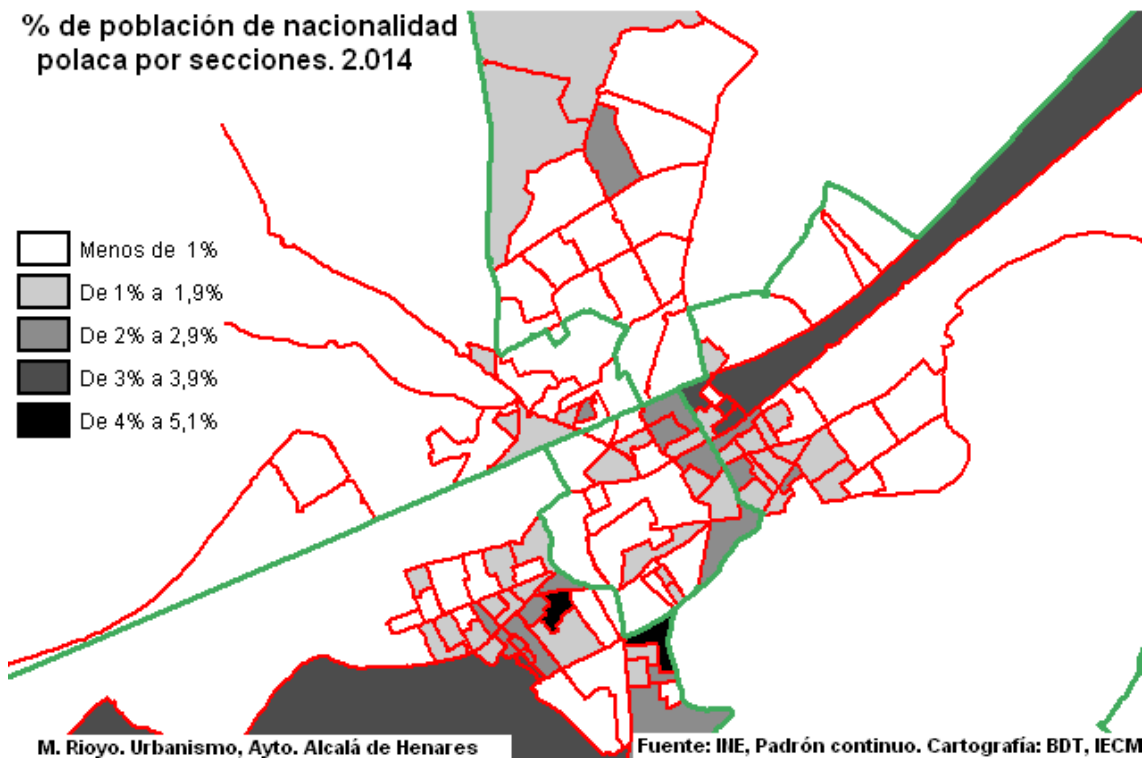 % de población de nacionalidad
polaca por secciones. 2.014
Menos de 1%
De 1% a 1,9%
De 2% a 2,9%
De 3% a 3,9%
De 4% a 5,1%
M. Rioyo. Urbanismo, Ayto. Alcalá de Henares
Fuente: INE, Padrón continuo. Cartografía: BDT, IECM